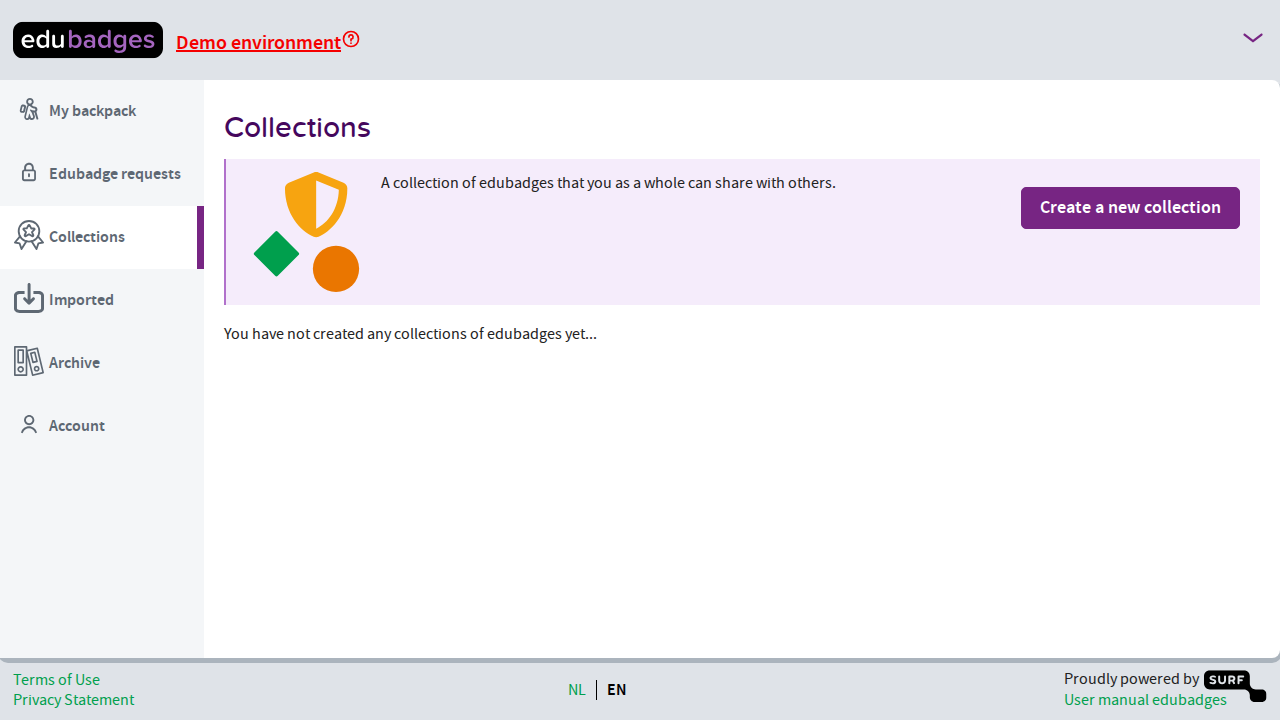 edubadges
Demo environment
My backpack
Edubadge requests
Collections
Imported
Archive
Account
Collections
A collection of edubadges that you as a whole can share with others.
Create a new collection
You have not created any collections of edubadges yet...
Terms of Use
Privacy Statement
NL
EN
Proudly powered by SURF
User manual edubadges